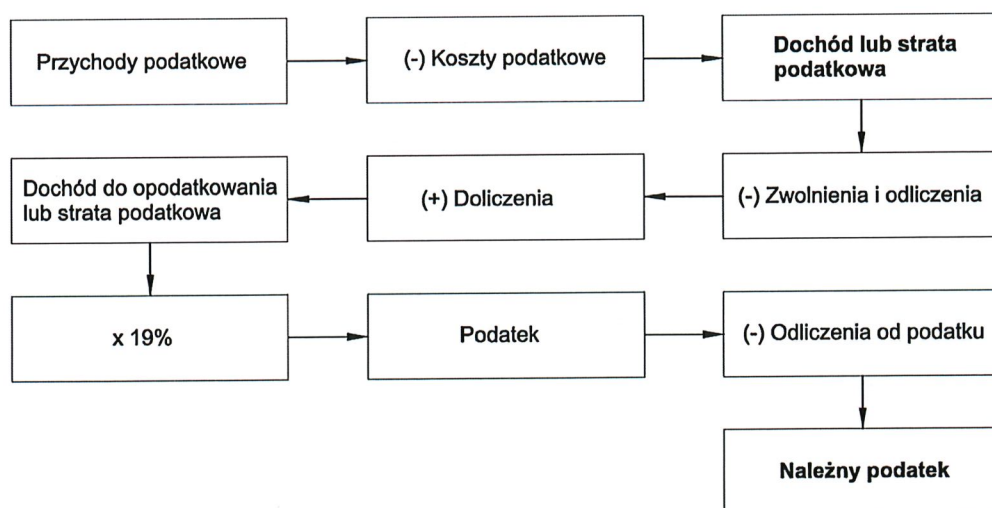 Przychody podatkowe
(-) Koszty podatkowe
Dochód lub strata
podatkowa
(-) Zwolnienia i odliczenia
(+) Doliczenia
Dochód do opodatkowania
lub strata podatkowa
x 19%
Podatek
(-) Odliczenia od podatku
Należny podatek